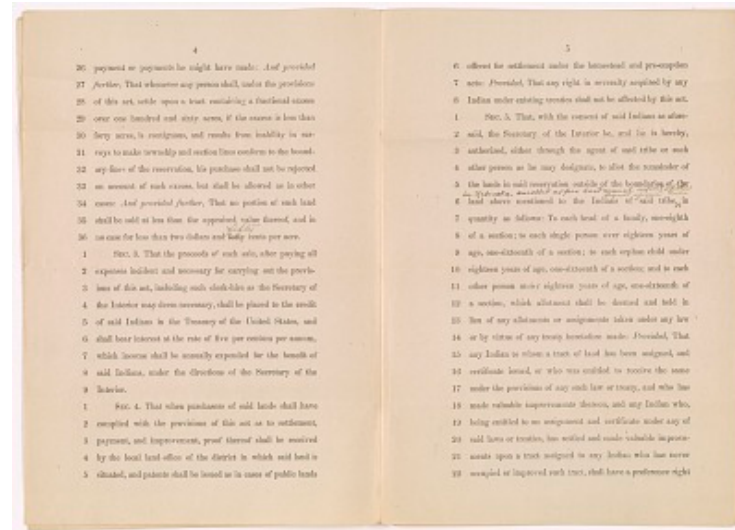 4
26 payment or payments he might have made: And provided
27 further, That whenever any person shall, under the provisions
28 of this act, settle upon a tract containing a fractional excess
29 over one hundred and sixty acres, if the excess is less than
30 forty acres, is contiguous, and results from inability in sur-
31 veys to make township and section lines conform to the bound-
32 ary lines of the reservation, his purchase shall not be rejected
33 on account of such excess, but shall be allowed as in other
34 cases: And provided further, That no portion of such land
35 shall be sold at less than the appraised value thereof, and in
36 no case for less than two dollars and fifty cents per acre.
1 SEC. 3. That the proceeds of such sale, after paying all
2 expenses incident and necessary for carrying out the provis-
3 ions of this act, including such clerk-hire as the Secretary of
4 the Interior may deem necessary, shall be placed to the credit
5 of said Indians in the Treasury of the United States, and
6 shall bear interest at the rate of five per centum per annum,
7 which income shall be annually expended for the benefit of
8 said Indians, under the directions of the Secretary of the
9 Interior.
1 SEC. 4. That when purchasers of said lands shall have
2 complied with the provisions of this act as to settlement,
3 payment, and improvement, proof thereof shall be received
4 by the local land office of the district in which said land is
5 situated, and patents shall be issued as in cases of public lands
5
6 offered for settlement under the homestead and pre-emption
7 acts: Provided, That any right in severalty acquired by any
8 Indian under existing treaties shall not be affected by this act.
1 SEC. 5. That, with the consent of said Indians as afore-
2 said, the Secretary of the Interior be, and he is hereby,
3 authorized, either through the agent of said tribe or such
4 other person as he may designate, to allot the remainder of
5 the lands in said reservation outside of the boundaries of the
6 land above mentioned to the Indians of said tribe, in
7 quantity as follows: To each head of a family, one-eighth
8 of a section; to each single person over eighteen years of
9 age, one-sixteenth of a section; to each orphan child under
10 eighteen years of age, one-sixteenth of a section; and to each
11 other person under eighteen years of age, one-sixteenth of
12 a section, which allotment shall be deemed and held in
13 lieu of any allotments or assignments taken under any law
14 or by virtue of any treaty heretofore made: Provided, That
15 any Indian to whom a tract of land has been assigned, and
16 certificate issued, or who was entitled to receive the same
17 under the provisions of any such law or treaty, and who has
18 made valuable improvements thereon, and any Indian who,
19 being entitled to an assignment and certificate under any of
20 said laws or treaties, has settled and made valuable improve-
21 ments upon a tract assigned to any Indian who has never
22 occupied or improved such tract, shall have a preference right